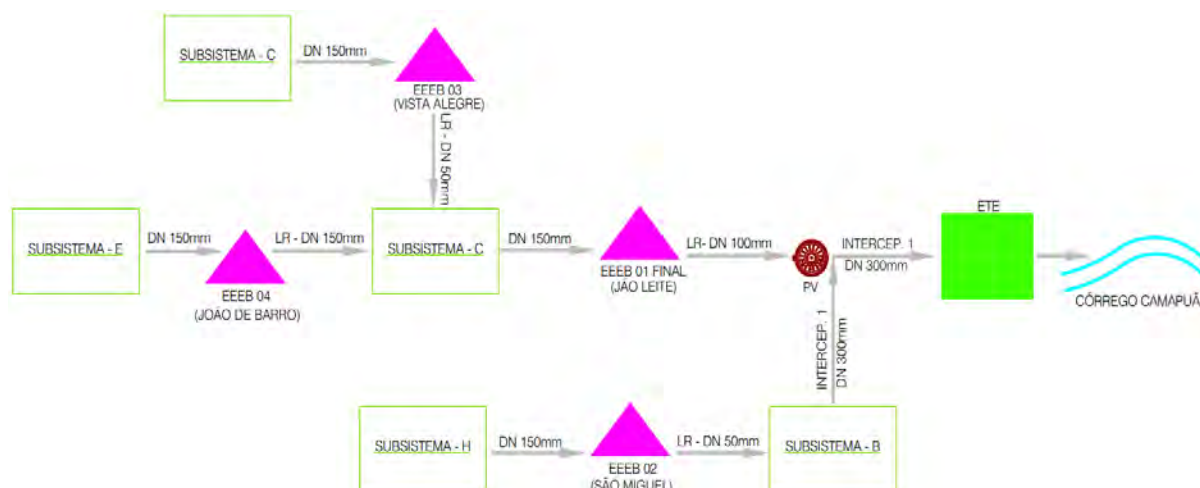 SUBSISTEMA - C
DN 150mm
EEEB 03
(VISTA ALEGRE)
LR - DN 50mm
SUBSISTEMA - E
DN 150mm
EEEB 04
(JOÃO DE BARRO)
LR - DN 150mm
SUBSISTEMA - C
DN 150mm
EEEB 01 FINAL
(JÃO LEITE)
LR- DN 100mm
PV
INTERCEP. 1
DN 300mm
ETE
CÓRREGO CAMAPUÃ
INTERCEP. 1
DN 300mm
SUBSISTEMA - H
DN 150mm
EEEB 02
(SÃO MIGUEL)
LR - DN 50mm
SUBSISTEMA - B